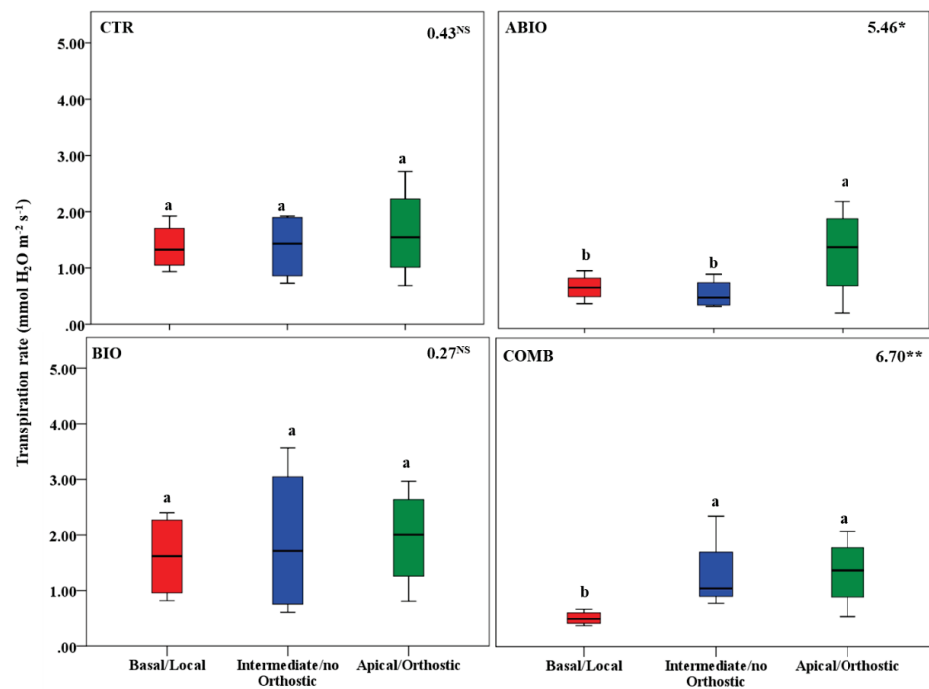 CTR
0.43ᴺˢ
5.00
4.00
3.00
2.00
1.00
.00
a
a
a
ABIO
5.46*
b
b
a
Transpiration rate (mmol H₂O m⁻² s⁻¹)
BIO
0.27ᴺˢ
5.00
4.00
3.00
2.00
1.00
.00
a
a
a
Basal/Local
Intermediate/no
Orthostic
Apical/Orthostic
COMB
6.70**
b
a
a
Basal/Local
Intermediate/no
Orthostic
Apical/Orthostic